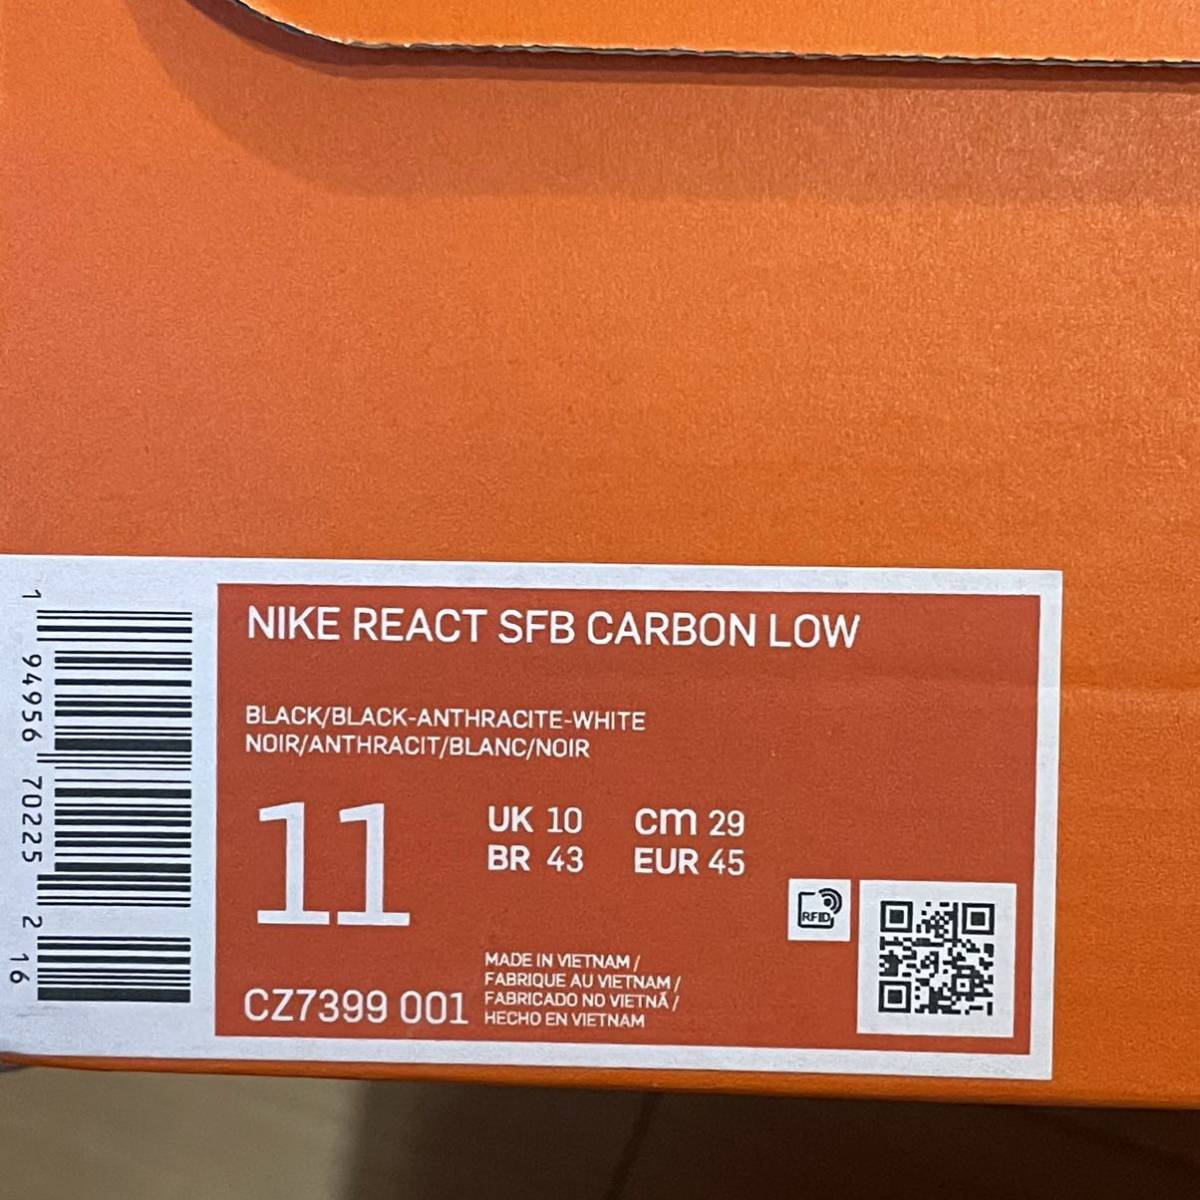 NIKE REACT SFB CARBON LOW
BLACK/BLACK-ANTHRACITE-WHITE
NOIR/ANTHRACIT/BLANC/NOIR
11
UK 10 cm 29
BR 43 EUR 45
RFID
MADE IN VIETNAM /
FABRIQUE AU VIETNAM /
FABRICADO NO VIETNÃ /
HECHO EN VIETNAM
CZ7399 001
1 94956 70225 2 16